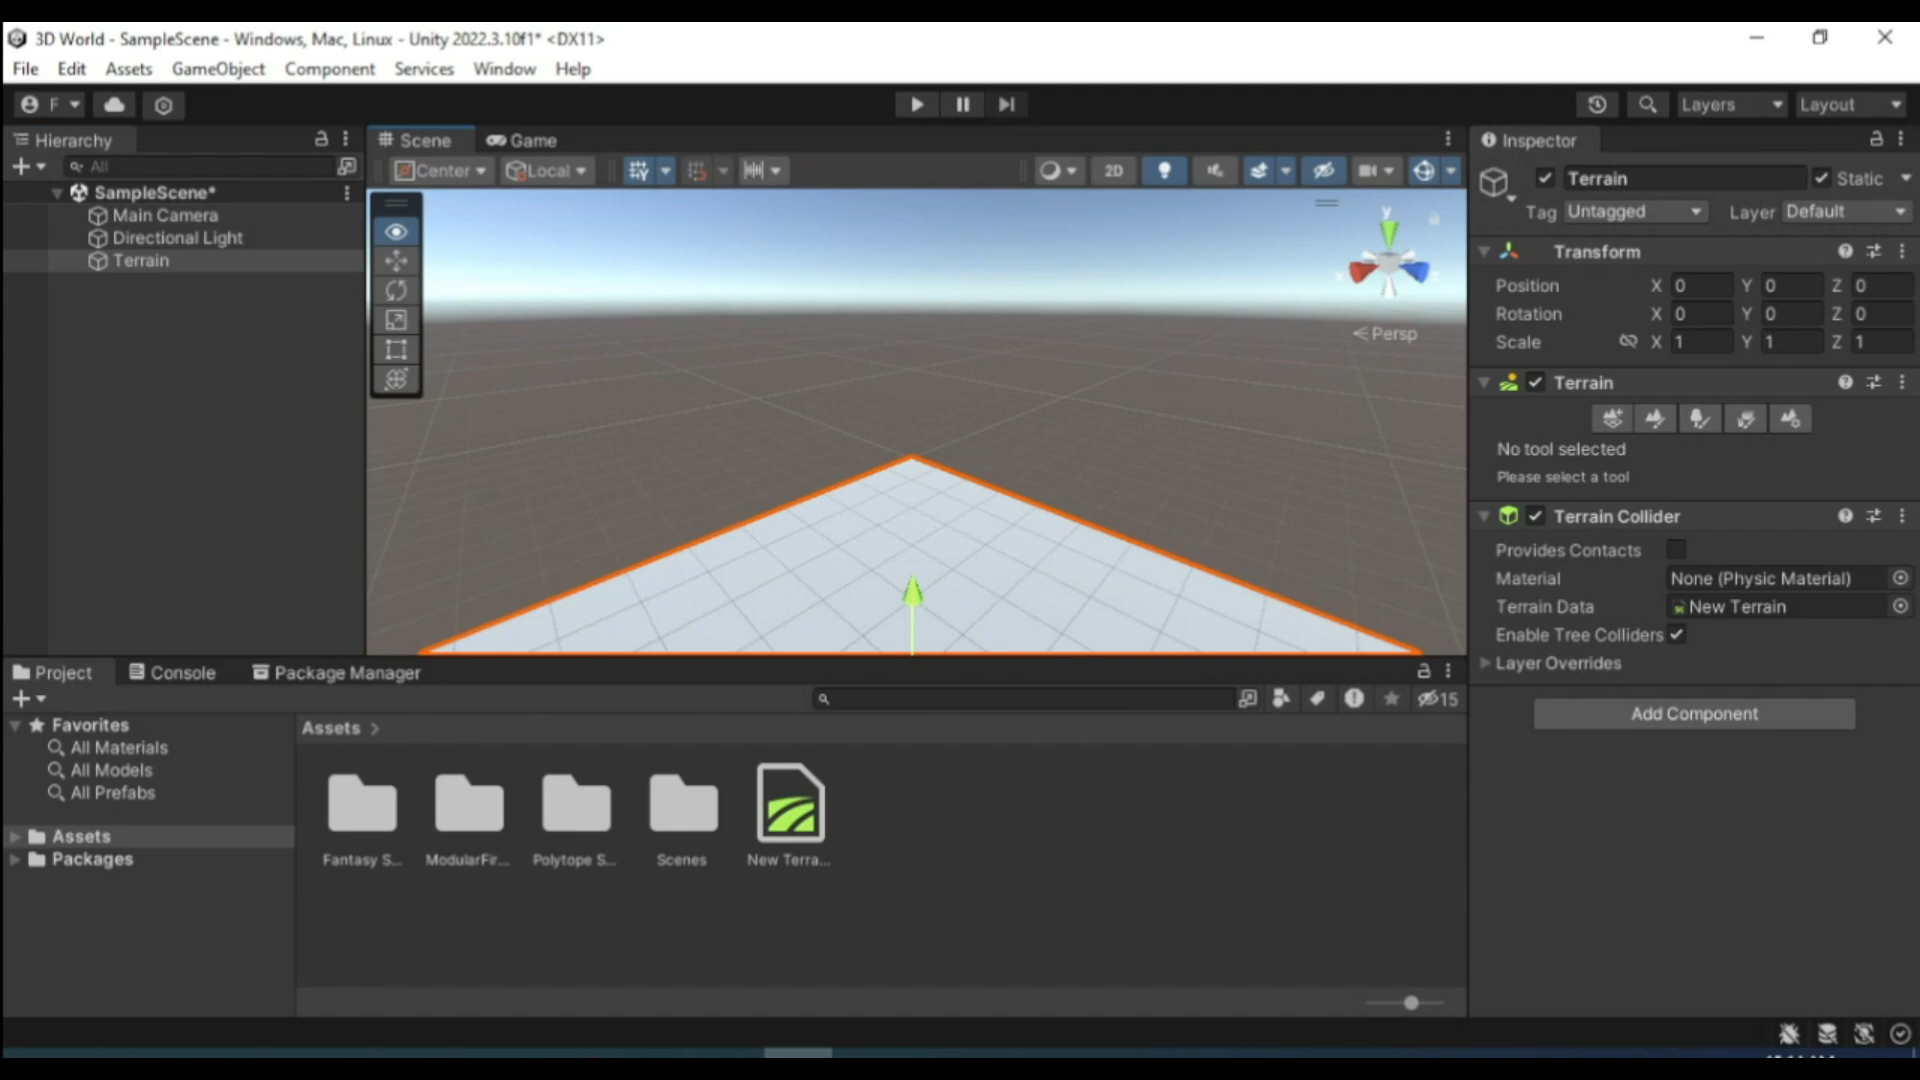 3D World - SampleScene - Windows, Mac, Linux - Unity 2022.3.10f1* <DX11>
File Edit Assets GameObject Component Services Window Help
F
Layers Layout
Hierarchy
All
SampleScene*
Main Camera
Directional Light
Terrain
Scene Game
Center Local 2D
y
x
Persp
Inspector
Terrain Static
Tag Untagged Layer Default
Transform
Position X 0 Y 0 Z 0
Rotation X 0 Y 0 Z 0
Scale X 1 Y 1 Z 1
Terrain
No tool selected
Please select a tool
Terrain Collider
Provides Contacts
Material None (Physic Material)
Terrain Data New Terrain
Enable Tree Colliders
Layer Overrides
Add Component
Project Console Package Manager
15
Favorites
All Materials
All Models
All Prefabs
Assets
Packages
Assets >
Fantasy S... ModularFir... Polytope S... Scenes New Terra...